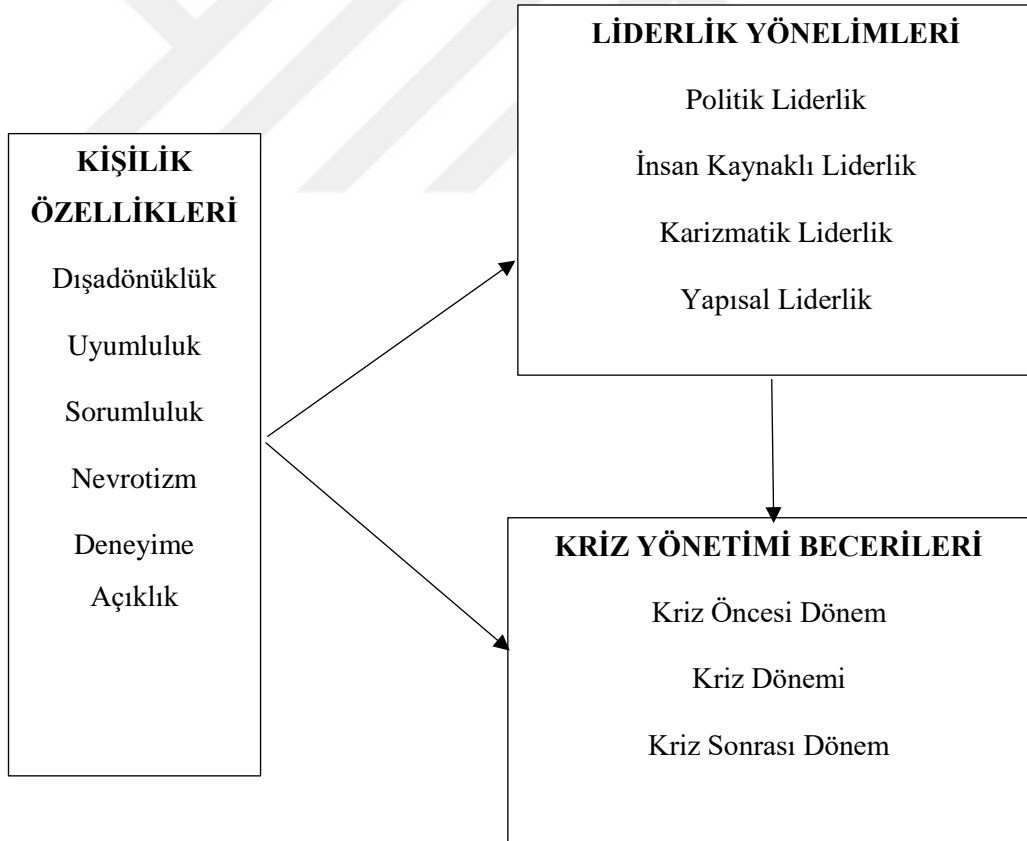 KİŞİLİK
ÖZELLİKLERİ
Dışadönüklük
Uyumluluk
Sorumluluk
Nevrotizm
Deneyime
Açıklık
LİDERLİK YÖNELİMLERİ
Politik Liderlik
İnsan Kaynaklı Liderlik
Karizmatik Liderlik
Yapısal Liderlik
KRİZ YÖNETİMİ BECERİLERİ
Kriz Öncesi Dönem
Kriz Dönemi
Kriz Sonrası Dönem